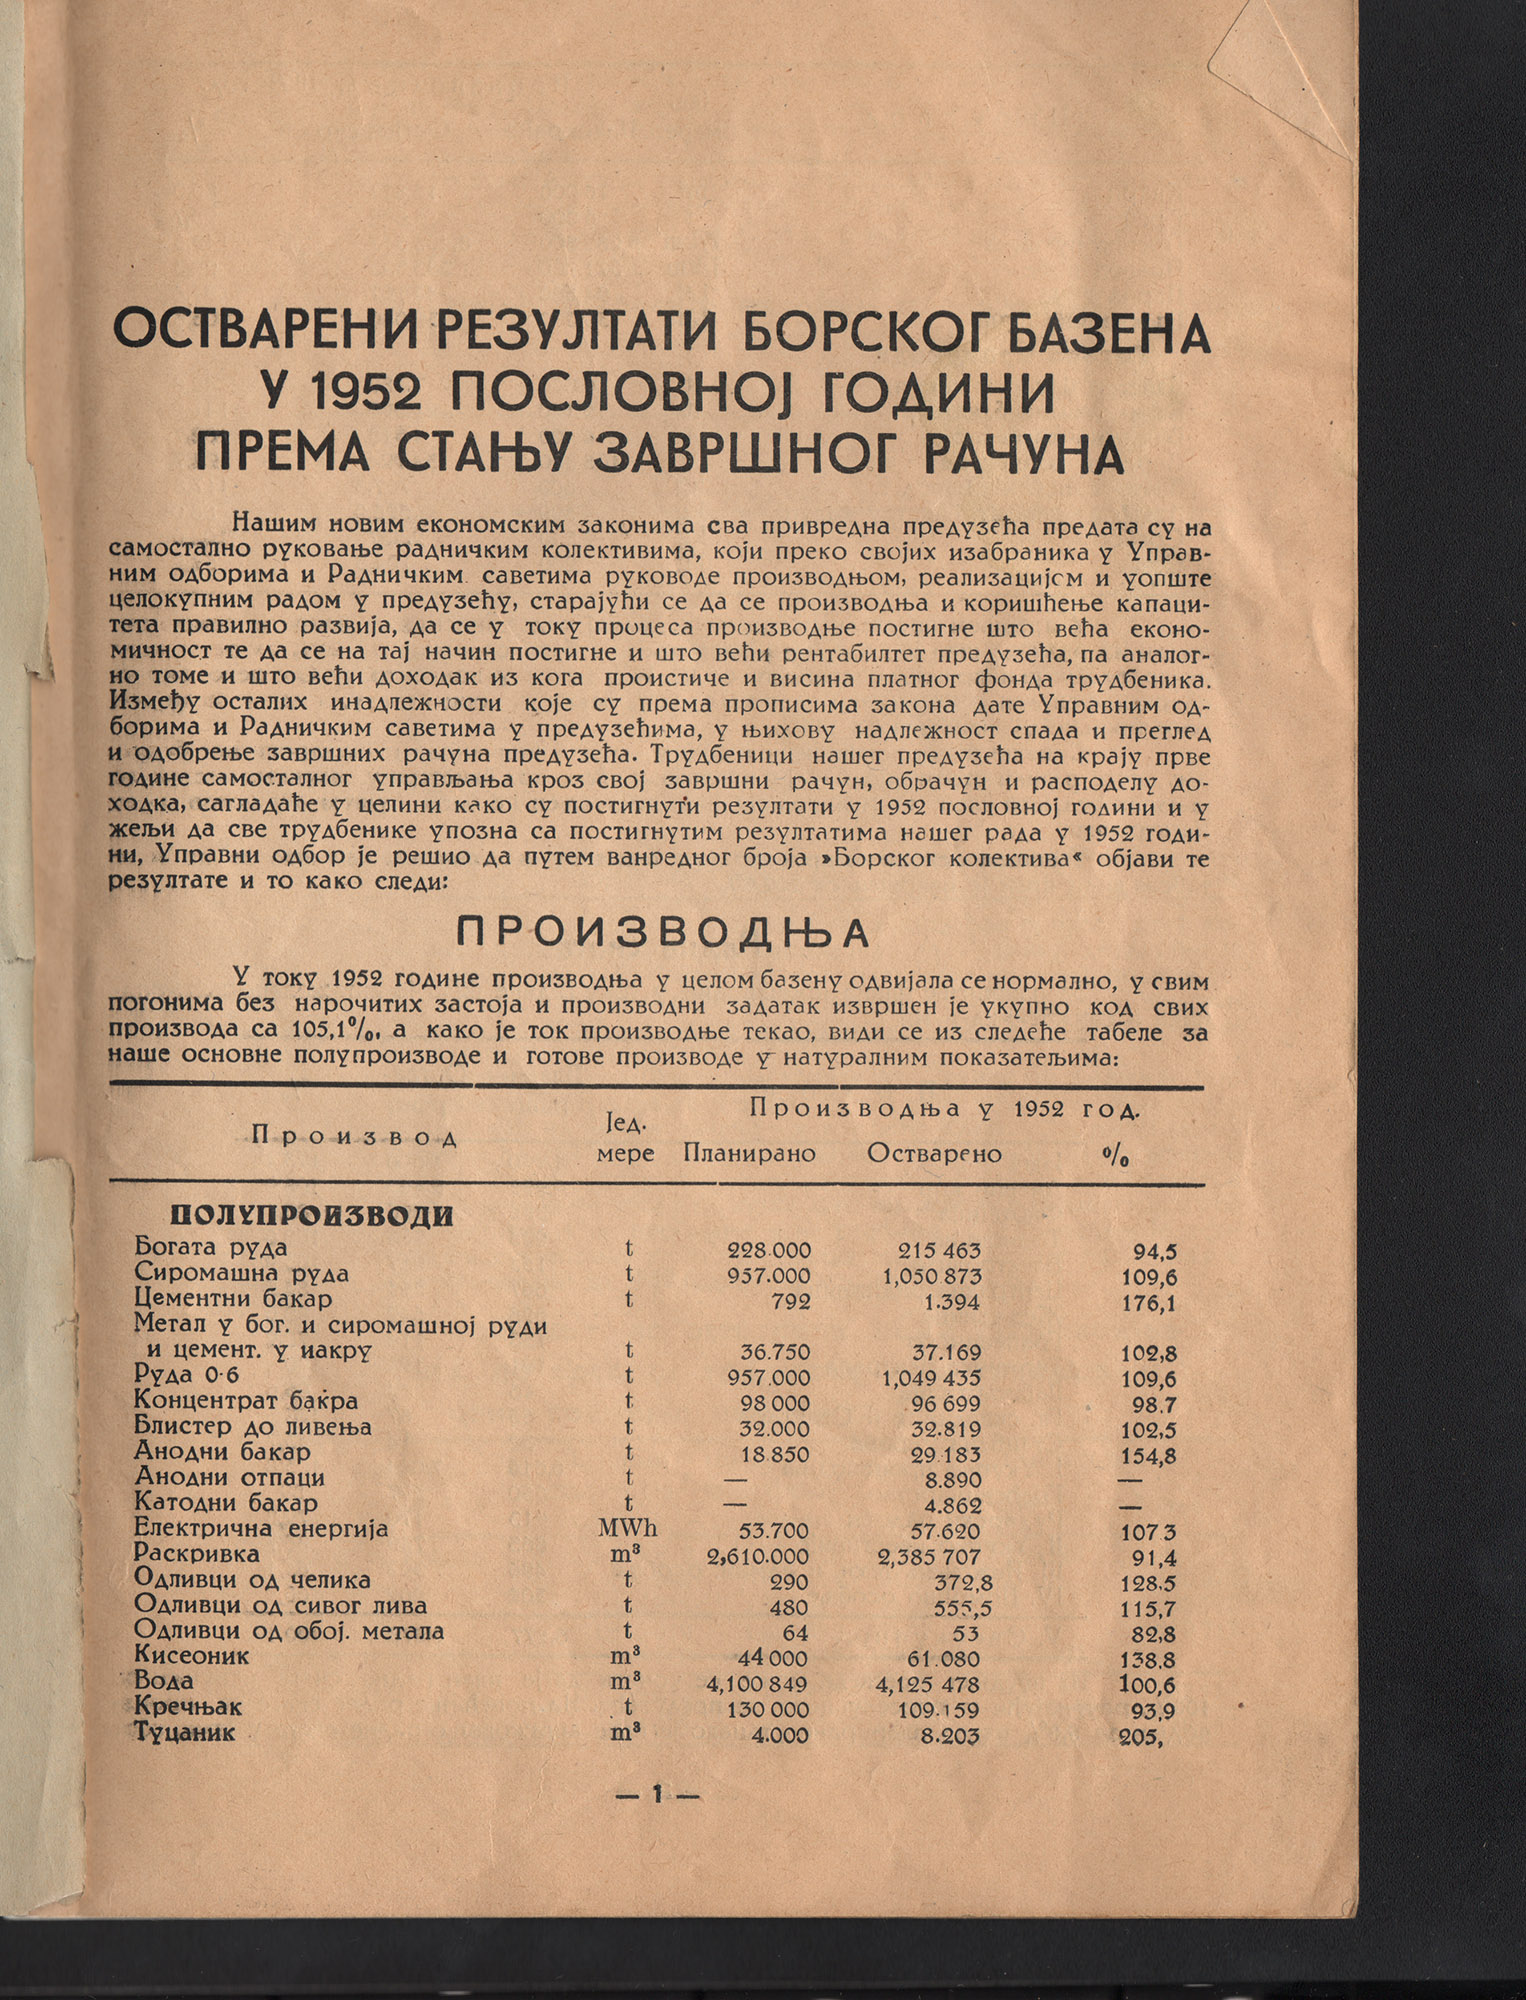 ОСТВАРЕНИ РЕЗУЛТАТИ БОРСКОГ БАЗЕНА
У 1952 ПОСЛОВНОЈ ГОДИНИ
ПРЕМА СТАЊУ ЗАВРШНОГ РАЧУНА
Нашим новим економским законима сва привредна предузећа предата су на
самостално руковање радничким колективима, који преко својих изабраника у Управ-
ним одборима и Радничким саветима руководе производњом, реализацијом и уопште
целокупним радом у предузећу, старајући се да се производња и коришћење капаци-
тета правилно развија, да се у току процеса производње постигне што већа еконо-
мичност те да се на тај начин постигне и што већи рентабилтет предузећа, па аналог-
но томе и што већи доходак из кога проистиче и висина платног фонда трудбеника.
Између осталих инадлежности које су према прописима закона дате Управним од-
борима и Радничким саветима у предузећима, у њихову надлежност спада и преглед
и одобрење завршних рачуна предузећа. Трудбеници нашег предузећа на крају прве
године самосталног управљања кроз свој завршни рачун, обрачун и расподелу до-
ходка, сагладаће у целини како су постигнути резултати у 1952 пословној години и у
жељи да све трудбенике упозна са постигнутим резултатима нашег рада у 1952 годи-
ни, Управни одбор је решио да путем ванредног броја »Борског колектива« објави те
резултате и то како следи:
ПРОИЗВОДЊА
У току 1952 године производња у целом базену одвијала се нормално, у свим
погонима без нарочитих застоја и производни задатак извршен је укупно код свих
производа са 105,1%, а како је ток производње текао, види се из следеће табеле за
наше основне полупроизводе и готове производе у натуралним показатељима:
Производ Јед. мере Производња у 1952 год.
Планирано Остварено %
ПОЛУПРОИЗВОДИ
Богата руда t 228.000 215 463 94,5
Сиромашна руда t 957.000 1,050 873 109,6
Цементни бакар t 792 1.394 176,1
Метал у бог. и сиромашној руди
и цемент. у иакру t 36.750 37.169 102,8
Руда 0-6 t 957.000 1,049 435 109,6
Концентрат бакра t 98 000 96 699 98.7
Блистер до ливења t 32.000 32.819 102,5
Анодни бакар t 18.850 29.183 154,8
Анодни отпаци t — 8.890 —
Катодни бакар t — 4.862 —
Електрична енергија MWh 53.700 57.620 107 3
Раскривка m³ 2,610.000 2,385 707 91,4
Одливци од челика t 290 372,8 128.5
Одливци од сивог лива t 480 555,5 115,7
Одливци од обој. метала t 64 53 82,8
Кисеоник m³ 44 000 61.080 138.8
Вода m³ 4,100 849 4,125 478 100,6
Кречњак t 130 000 109.159 93,9
Туцаник m³ 4.000 8.203 205,
— 1 —